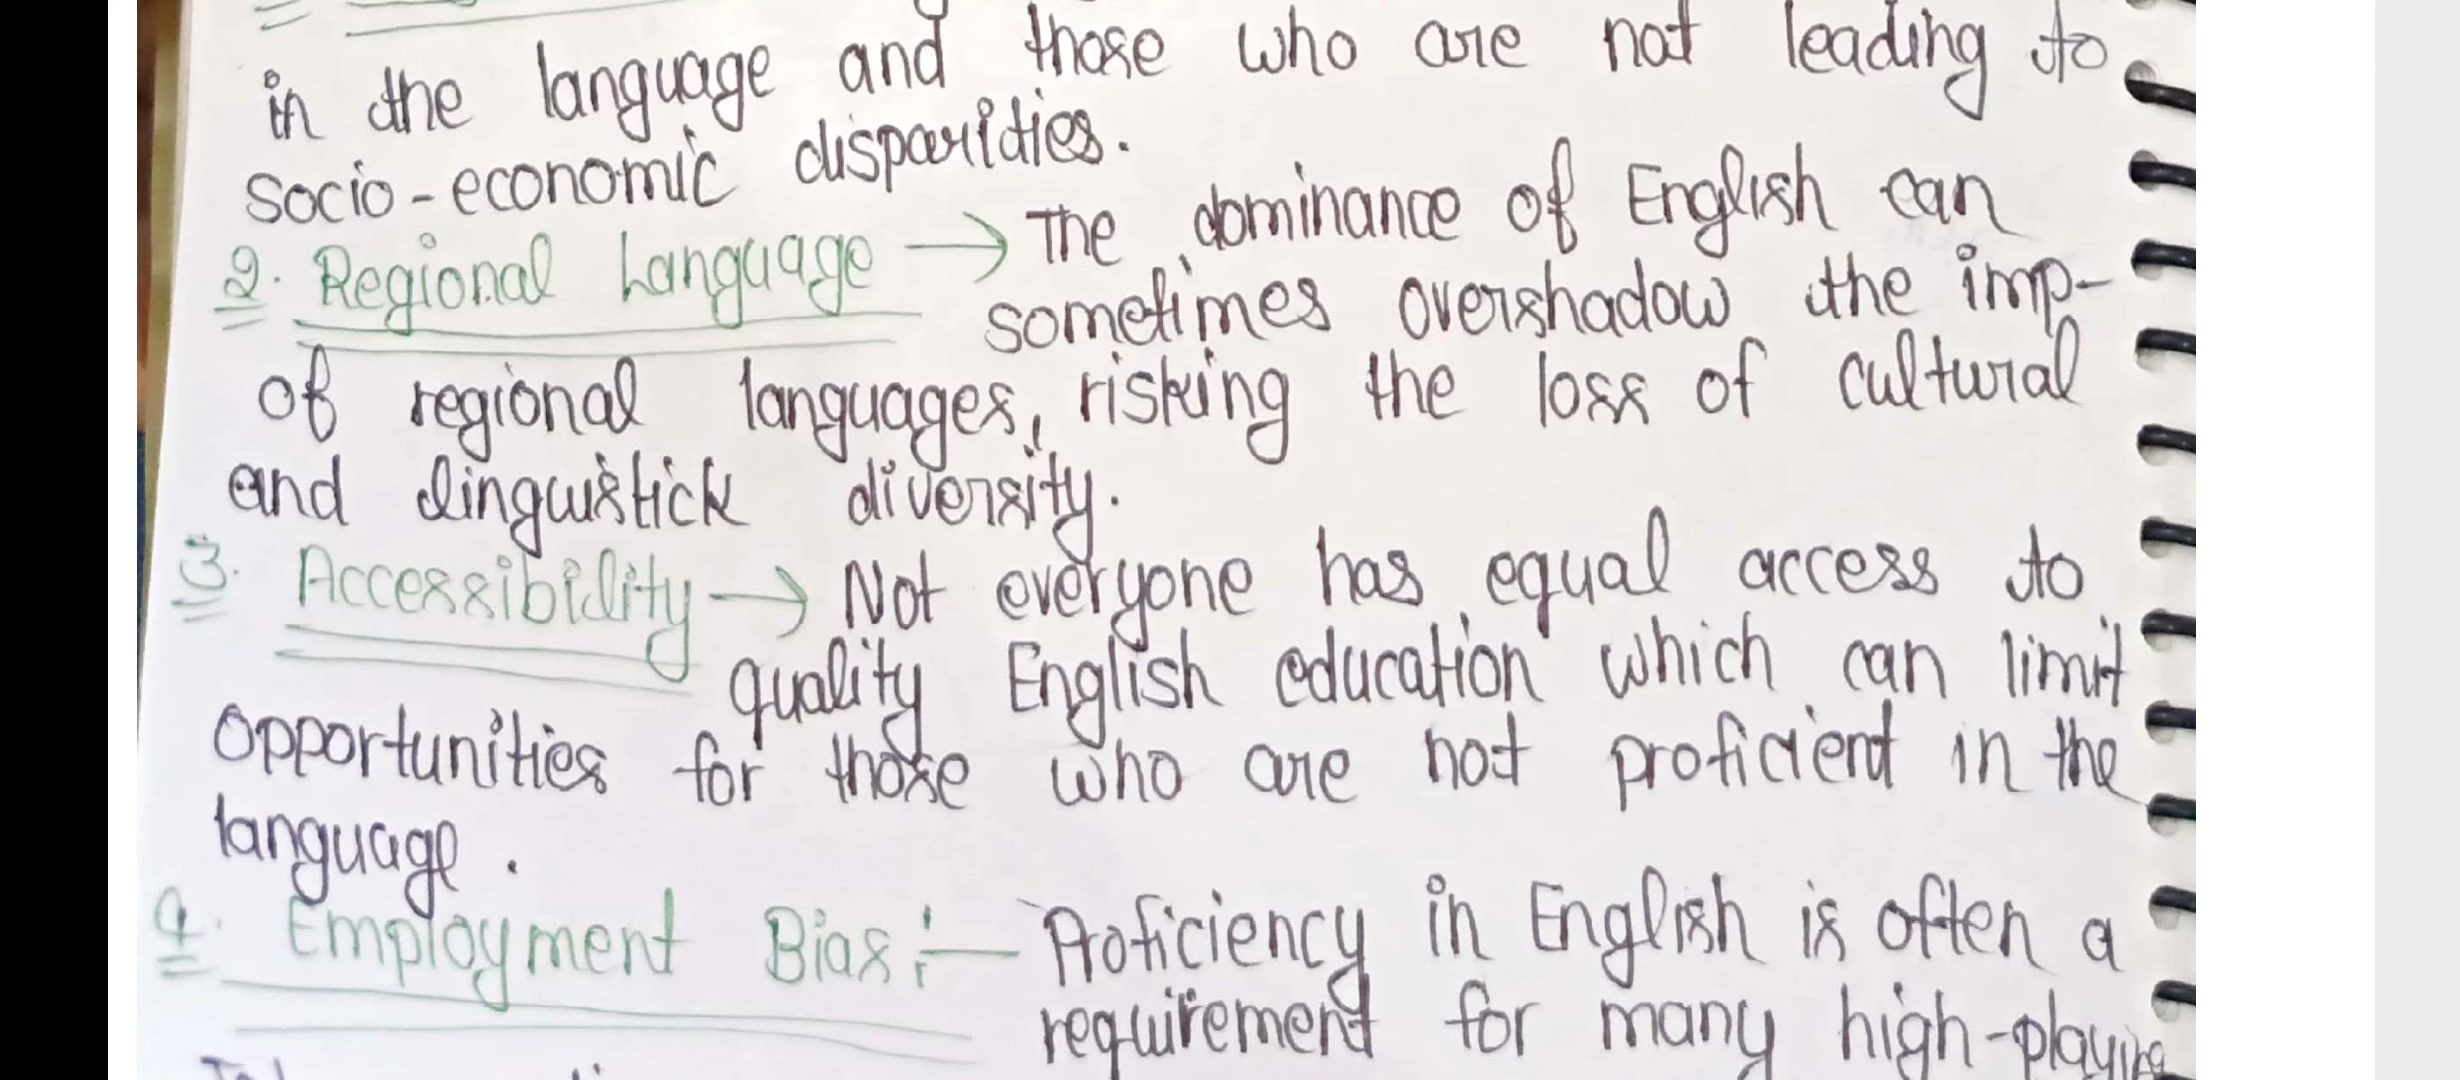 in the language and those who are not leading to
socio-economic disparities.
2. Regional Language → The dominance of English can
sometimes overshadow the imp-
of regional languages, risking the loss of cultural
and linguistick diversity.
3. Accessibility → Not everyone has equal access to
quality English education which can limit
opportunities for those who are not proficient in the
language.
4. Employment Bias :— Proficiency in English is often a
requirement for many high-playing